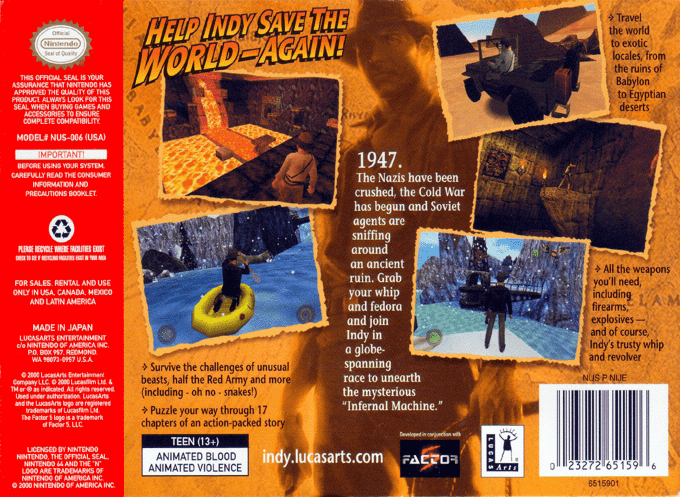 Official
Nintendo
Seal of Quality
THIS OFFICIAL SEAL IS YOUR
ASSURANCE THAT NINTENDO HAS
APPROVED THE QUALITY OF THIS
PRODUCT. ALWAYS LOOK FOR THIS
SEAL WHEN BUYING GAMES AND
ACCESSORIES TO ENSURE
COMPLETE COMPATIBILITY.
MODEL# NUS-006 (USA)
IMPORTANT!
BEFORE USING YOUR SYSTEM,
CAREFULLY READ THE CONSUMER
INFORMATION AND
PRECAUTIONS BOOKLET.
PLEASE RECYCLE WHERE FACILITIES EXIST
CHECK TO SEE IF RECYCLING FACILITIES EXIST IN YOUR AREA
FOR SALES, RENTAL AND USE
ONLY IN USA, CANADA, MEXICO
AND LATIN AMERICA
MADE IN JAPAN
LUCASARTS ENTERTAINMENT
c/o NINTENDO OF AMERICA INC.
P.O. BOX 957, REDMOND,
WA 98073-0957 U.S.A.
© 2000 LucasArts Entertainment
Company LLC. © 2000 Lucasfilm Ltd. &
TM or ® as indicated. All rights reserved.
Used under authorization. LucasArts
and the LucasArts logo are registered
trademarks of Lucasfilm Ltd.
The Factor 5 logo is a trademark
of Factor 5, LLC.
LICENSED BY NINTENDO
NINTENDO, THE OFFICIAL SEAL,
NINTENDO 64 AND THE "N"
LOGO ARE TRADEMARKS OF
NINTENDO OF AMERICA INC.
© 2000 NINTENDO OF AMERICA INC.
HELP INDY SAVE THE
WORLD—AGAIN!
Travel
the world
to exotic
locales, from
the ruins of
Babylon
to Egyptian
deserts
1947.
The Nazis have been
crushed, the Cold War
has begun and Soviet
agents are
sniffing
around
an ancient
ruin. Grab
your whip
and fedora
and join
Indy in
a globe-
spanning
race to unearth
the mysterious
"Infernal Machine."
All the weapons
you'll need,
including
firearms,
explosives —
and of course,
Indy's trusty whip
and revolver
Survive the challenges of unusual
beasts, half the Red Army and more
(including - oh no - snakes!)
Puzzle your way through 17
chapters of an action-packed story
TEEN (13+)
ANIMATED BLOOD
ANIMATED VIOLENCE
indy.lucasarts.com
Developed in conjunction with
FACTOR
LUCAS
Arts
NUS P NIJE
0 23272 65159 6
6515901